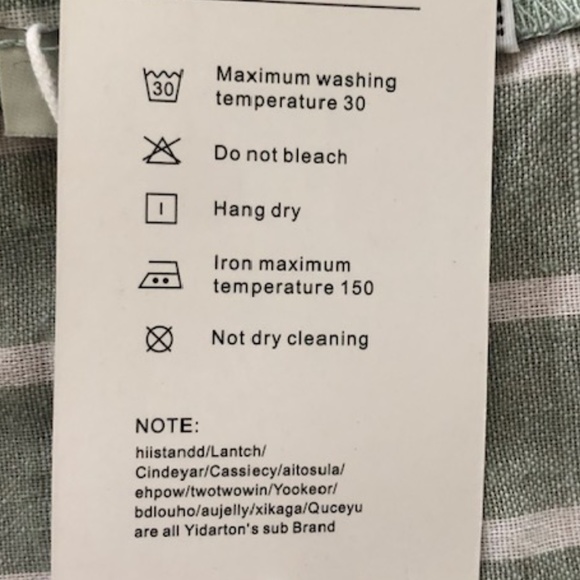 30
Maximum washing
temperature 30
Do not bleach
Hang dry
Iron maximum
temperature 150
Not dry cleaning
NOTE:
hiistandd/Lantch/
Cindeyar/Cassiecy/aitosula/
ehpow/twotwowin/Yookeor/
bdlouho/aujelly/xikaga/Quceyu
are all Yidarton's sub Brand